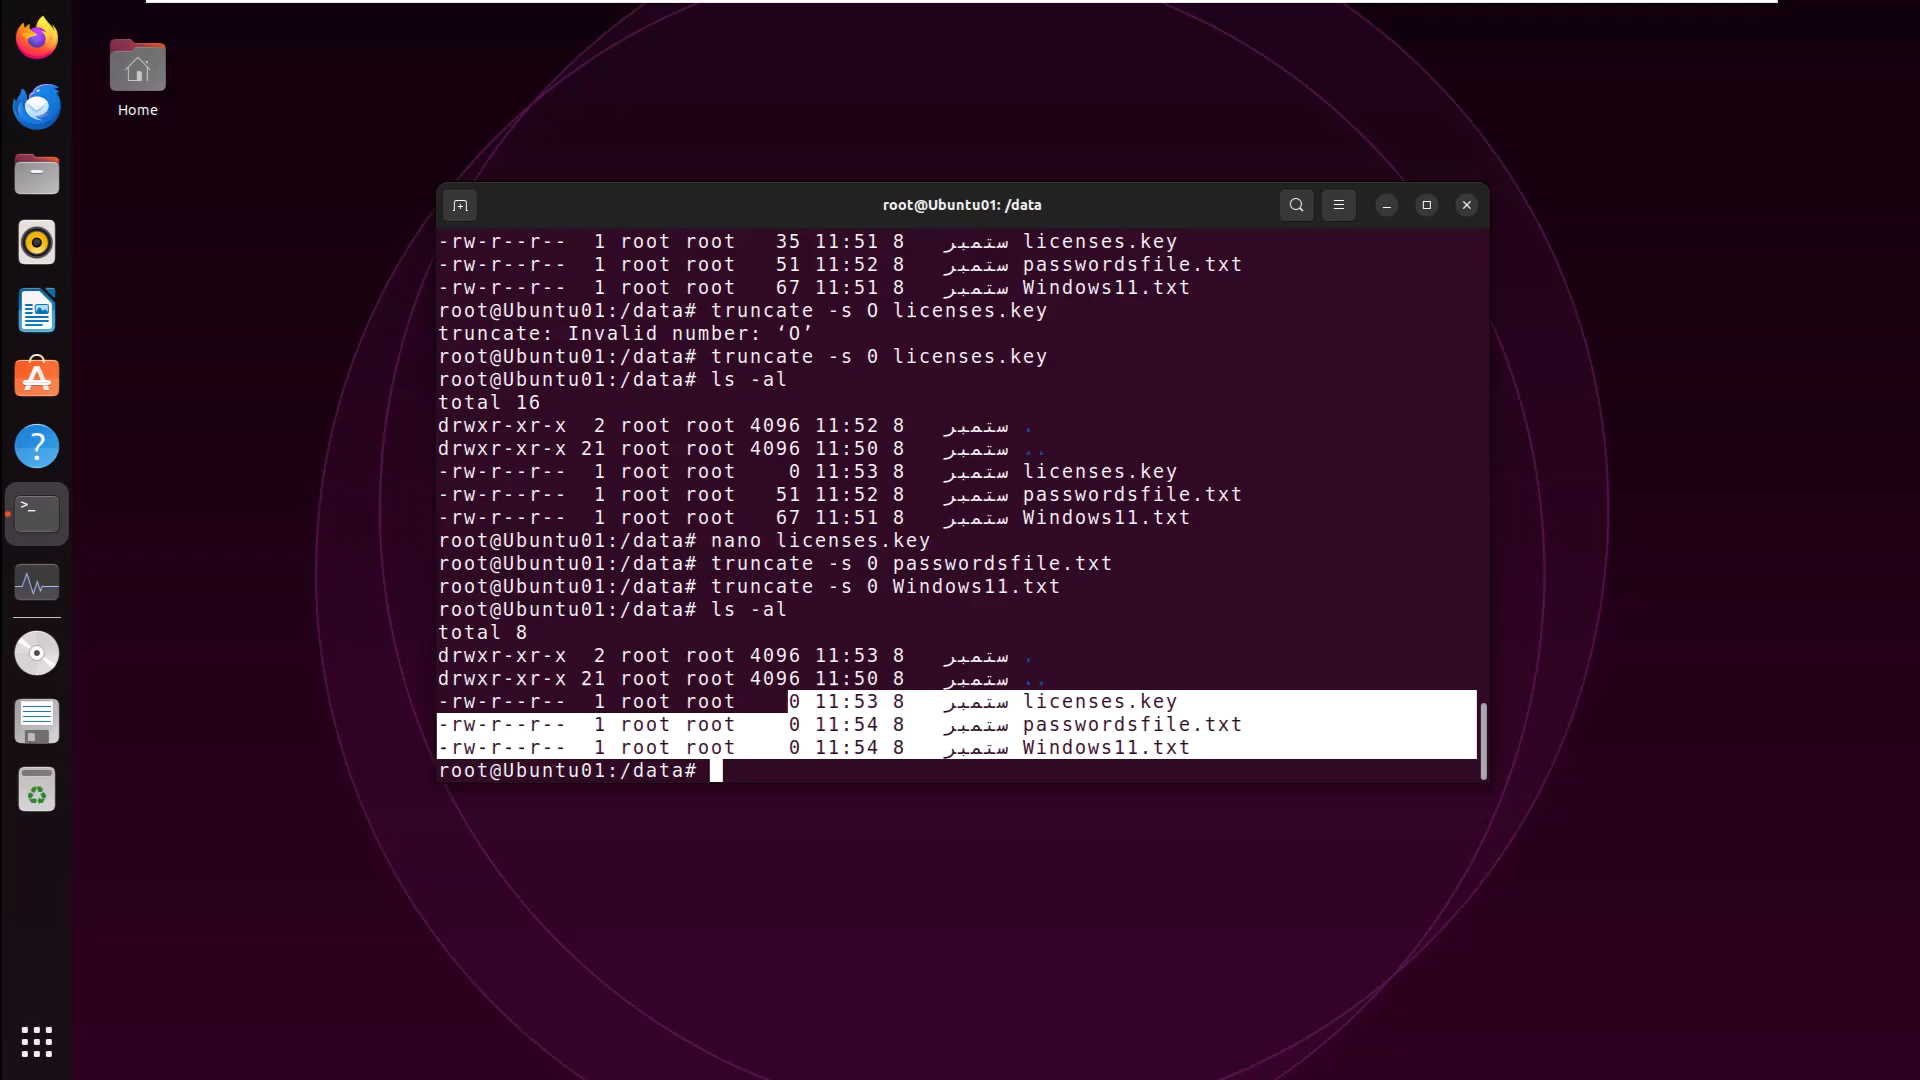 Home
root@Ubuntu01: /data
-rw-r--r-- 1 root root 35 11:51 8 ستمبر licenses.key
-rw-r--r-- 1 root root 51 11:52 8 ستمبر passwordsfile.txt
-rw-r--r-- 1 root root 67 11:51 8 ستمبر Windows11.txt
root@Ubuntu01:/data# truncate -s O licenses.key
truncate: Invalid number: ‘O’
root@Ubuntu01:/data# truncate -s 0 licenses.key
root@Ubuntu01:/data# ls -al
total 16
drwxr-xr-x 2 root root 4096 11:52 8 ستمبر .
drwxr-xr-x 21 root root 4096 11:50 8 ستمبر ..
-rw-r--r-- 1 root root 0 11:53 8 ستمبر licenses.key
-rw-r--r-- 1 root root 51 11:52 8 ستمبر passwordsfile.txt
-rw-r--r-- 1 root root 67 11:51 8 ستمبر Windows11.txt
root@Ubuntu01:/data# nano licenses.key
root@Ubuntu01:/data# truncate -s 0 passwordsfile.txt
root@Ubuntu01:/data# truncate -s 0 Windows11.txt
root@Ubuntu01:/data# ls -al
total 8
drwxr-xr-x 2 root root 4096 11:53 8 ستمبر .
drwxr-xr-x 21 root root 4096 11:50 8 ستمبر ..
-rw-r--r-- 1 root root 0 11:53 8 ستمبر licenses.key
-rw-r--r-- 1 root root 0 11:54 8 ستمبر passwordsfile.txt
-rw-r--r-- 1 root root 0 11:54 8 ستمبر Windows11.txt
root@Ubuntu01:/data#